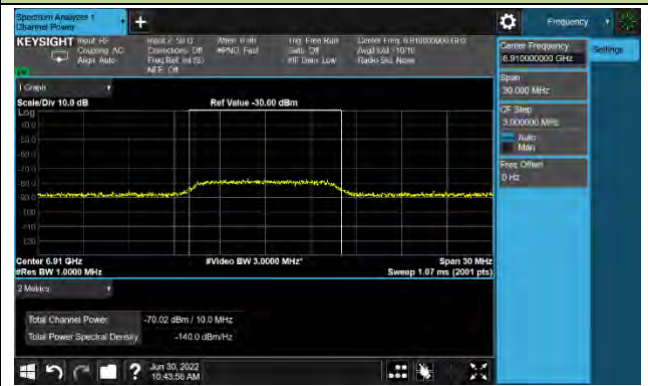 Spectrum Analyzer 1
Channel Power
Frequency
KEYSIGHT
Input: RF
Coupling: AC
Align: Auto
Input Z: 50 Ω
Corrections: Off
Freq Ref: Int (S)
NFE: Off
Atten: 0 dB
#PNO: Fast
Trig: Free Run
Gate: Off
#IF Gain: Low
Center Freq: 6.910000000 GHz
Avg|Hold: >10/10
Radio Std: None
Center Frequency
6.910000000 GHz
Settings
Span
30.000 MHz
CF Step
3.000000 MHz
Auto
Man
Freq Offset
0 Hz
1 Graph
Scale/Div 10.0 dB
Ref Value -30.00 dBm
Log
Center 6.91 GHz
#Video BW 3.0000 MHz*
Span 30 MHz
#Res BW 1.0000 MHz
Sweep 1.07 ms (2001 pts)
2 Metrics
Total Channel Power
-70.02 dBm / 10.0 MHz
Total Power Spectral Density
-140.0 dBm/Hz
?
Jun 30, 2022
10:43:56 AM